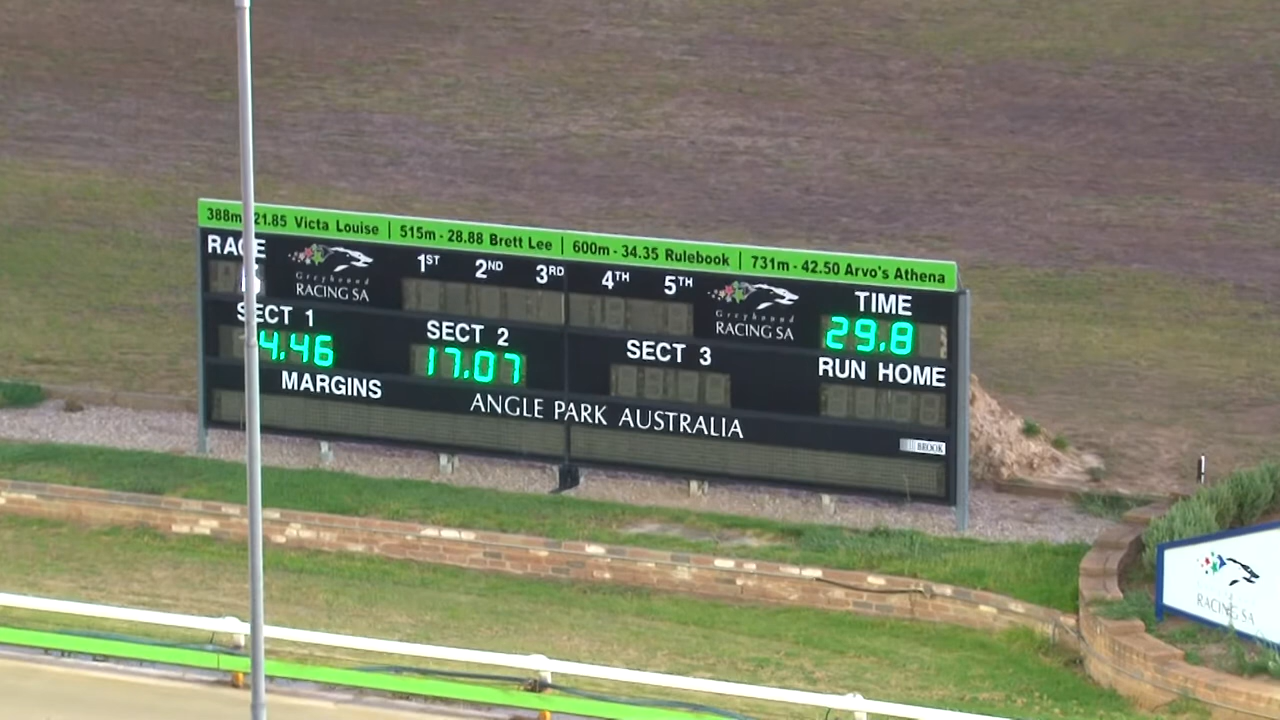 388m 21.85 Victa Louise | 515m - 28.88 Brett Lee | 600m - 34.35 Rulebook | 731m - 42.50 Arvo's Athena
RACE
Greyhound
RACING SA
1ST 2ND 3RD 4TH 5TH
Greyhound
RACING SA
TIME
29.8
SECT 1
4.46
SECT 2
17.07
SECT 3
RUN HOME
MARGINS
ANGLE PARK AUSTRALIA
BROOK
RACING SA